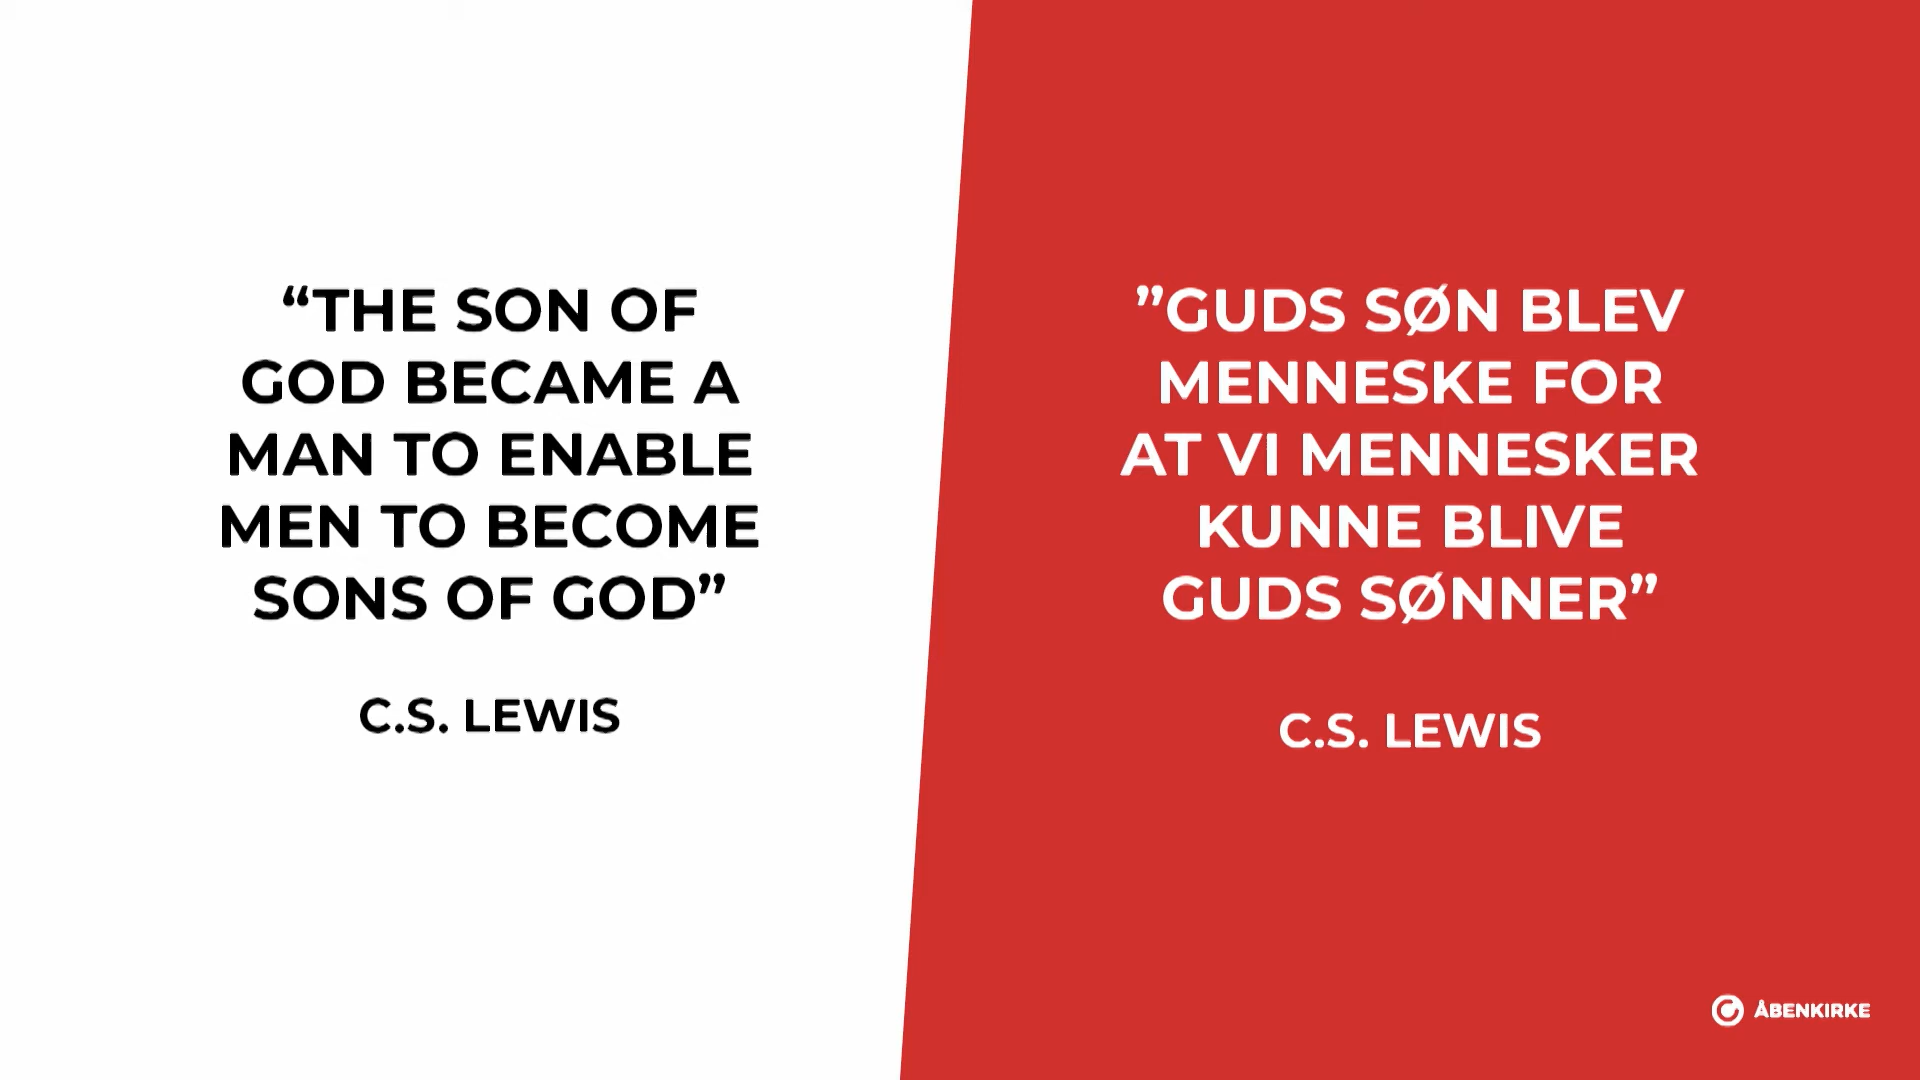 “THE SON OF
GOD BECAME A
MAN TO ENABLE
MEN TO BECOME
SONS OF GOD”
C.S. LEWIS
”GUDS SØN BLEV
MENNESKE FOR
AT VI MENNESKER
KUNNE BLIVE
GUDS SØNNER”
C.S. LEWIS
ÅBENKIRKE